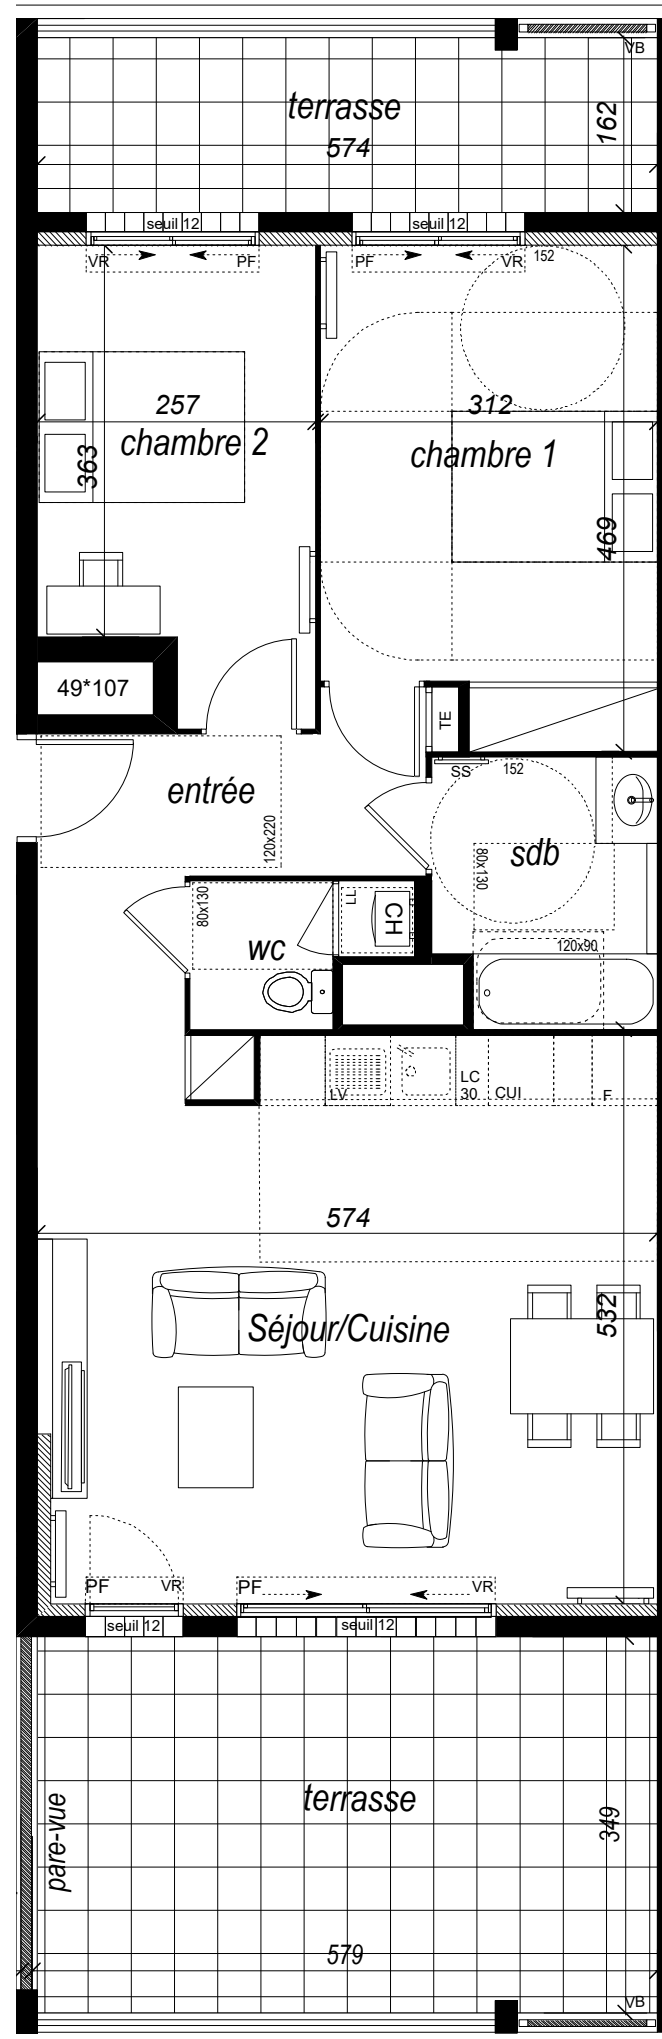 VB
terrasse
574
162
seuil 12
seuil 12
VR
PF
PF
VR
152
257
312
chambre 2
chambre 1
363
469
49*107
TE
entrée
120x220
SS
152
sdb
80x130
80x130
LL
CH
wc
120x90
LV
LC
30
CUI
F
574
Séjour/Cuisine
532
PF
VR
PF
VR
seuil 12
seuil 12
terrasse
pare-vue
349
579
VB